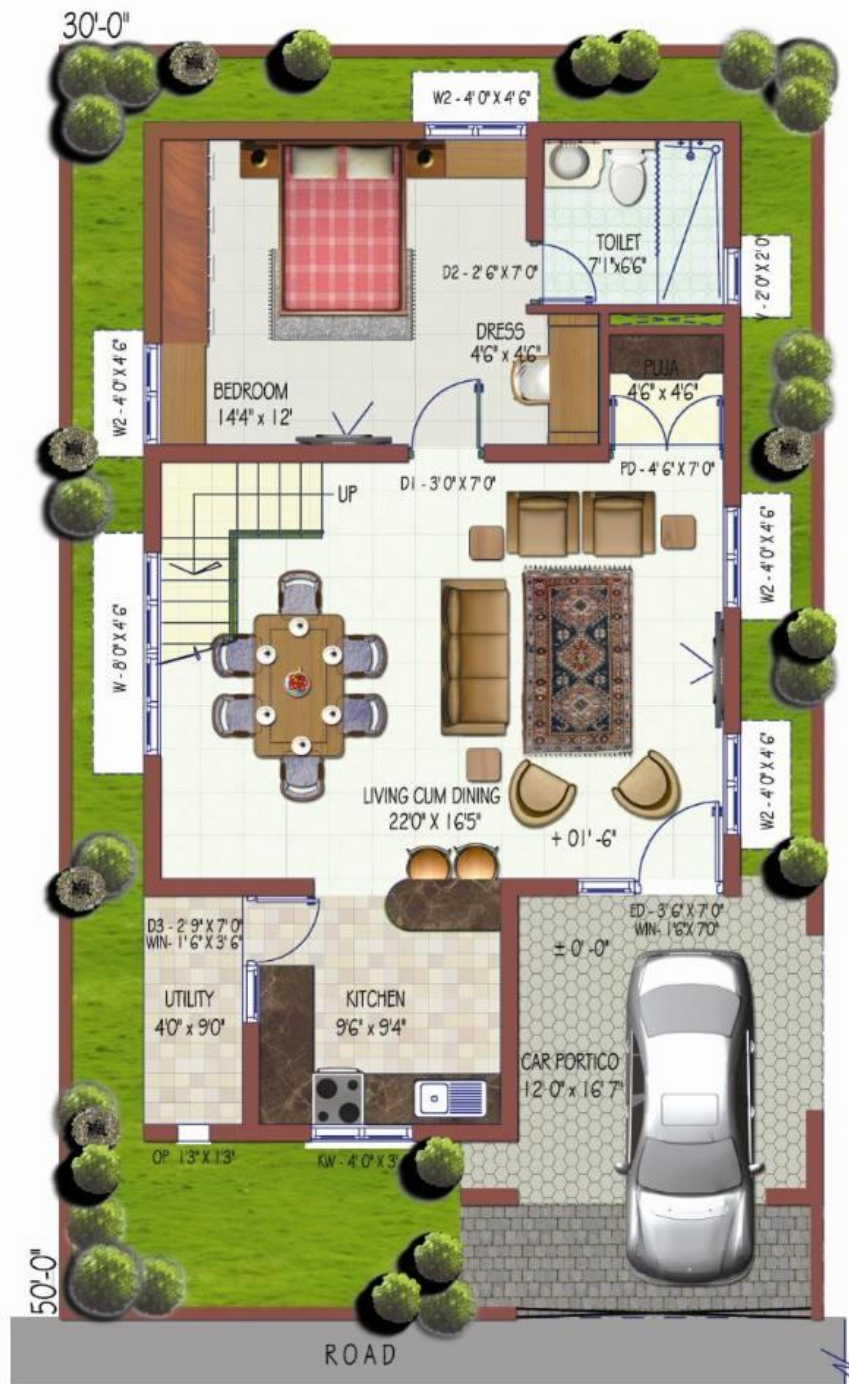 30'-0"
W2 - 4'0" X 4'6"
TOILET
7'1"x6'6"
D2 - 2'6" X 7'0"
V - 2'0" X 2'0"
DRESS
4'6" x 4'6"
PUJA
4'6" x 4'6"
W2 - 4'0" X 4'6"
BEDROOM
14'4" x 12'
D1 - 3'0" X 7'0"
PD - 4'6" X 7'0"
UP
W2 - 4'0" X 4'6"
W - 8'0" X 4'6"
W2 - 4'0" X 4'6"
LIVING CUM DINING
22'0" X 16'5"
+ 01'-6"
D3 - 2'9" X 7'0"
WIN- 1'6" X 3'6"
ED - 3'6" X 7'0"
WIN- 1'6"X 7'0"
± 0'-0"
UTILITY
4'0" x 9'0"
KITCHEN
9'6" x 9'4"
CAR PORTICO
12'0" x 16'7"
OP 1'3" X 1'3"
KW - 4'0" X 3'
50'-0"
ROAD
N